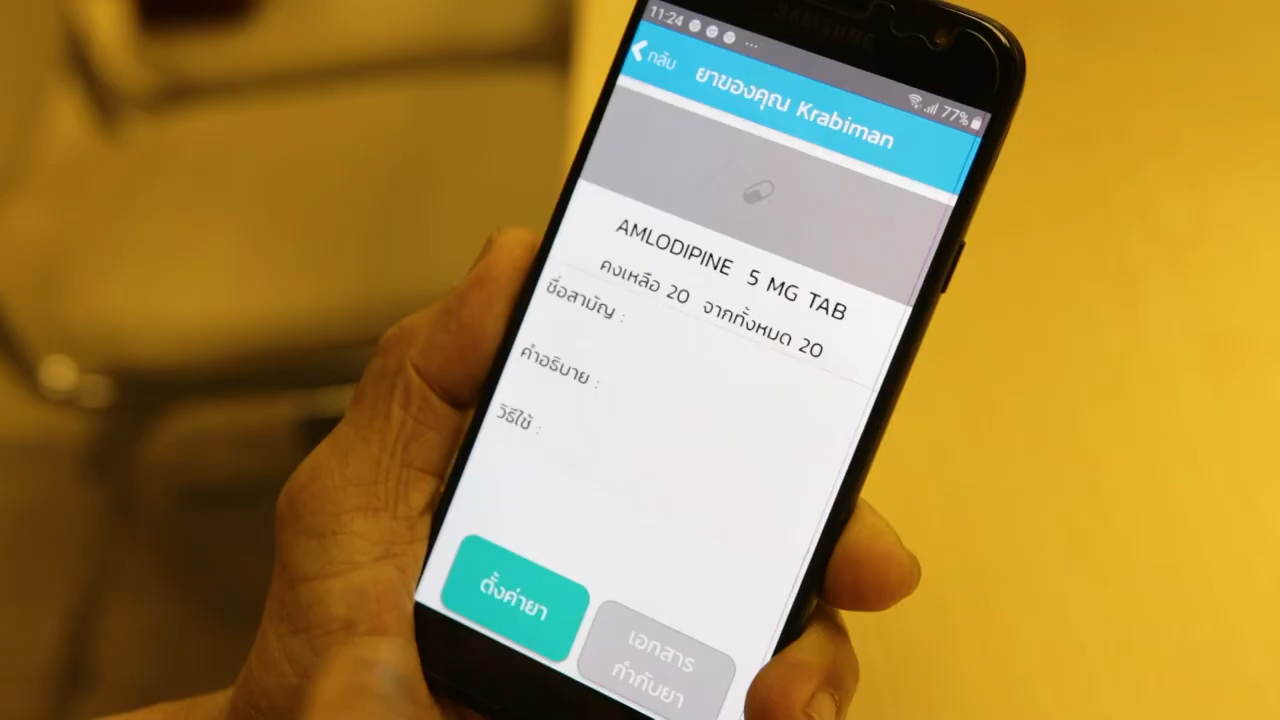 SAMSUNG
11:24 ...
77%
กลับ
ยาของคุณ Krabiman
AMLODIPINE 5 MG TAB
คงเหลือ 20 จากทั้งหมด 20
ชื่อสามัญ :
คำอธิบาย :
วิธีใช้ :
ตั้งค่ายา
เอกสาร
กำกับยา